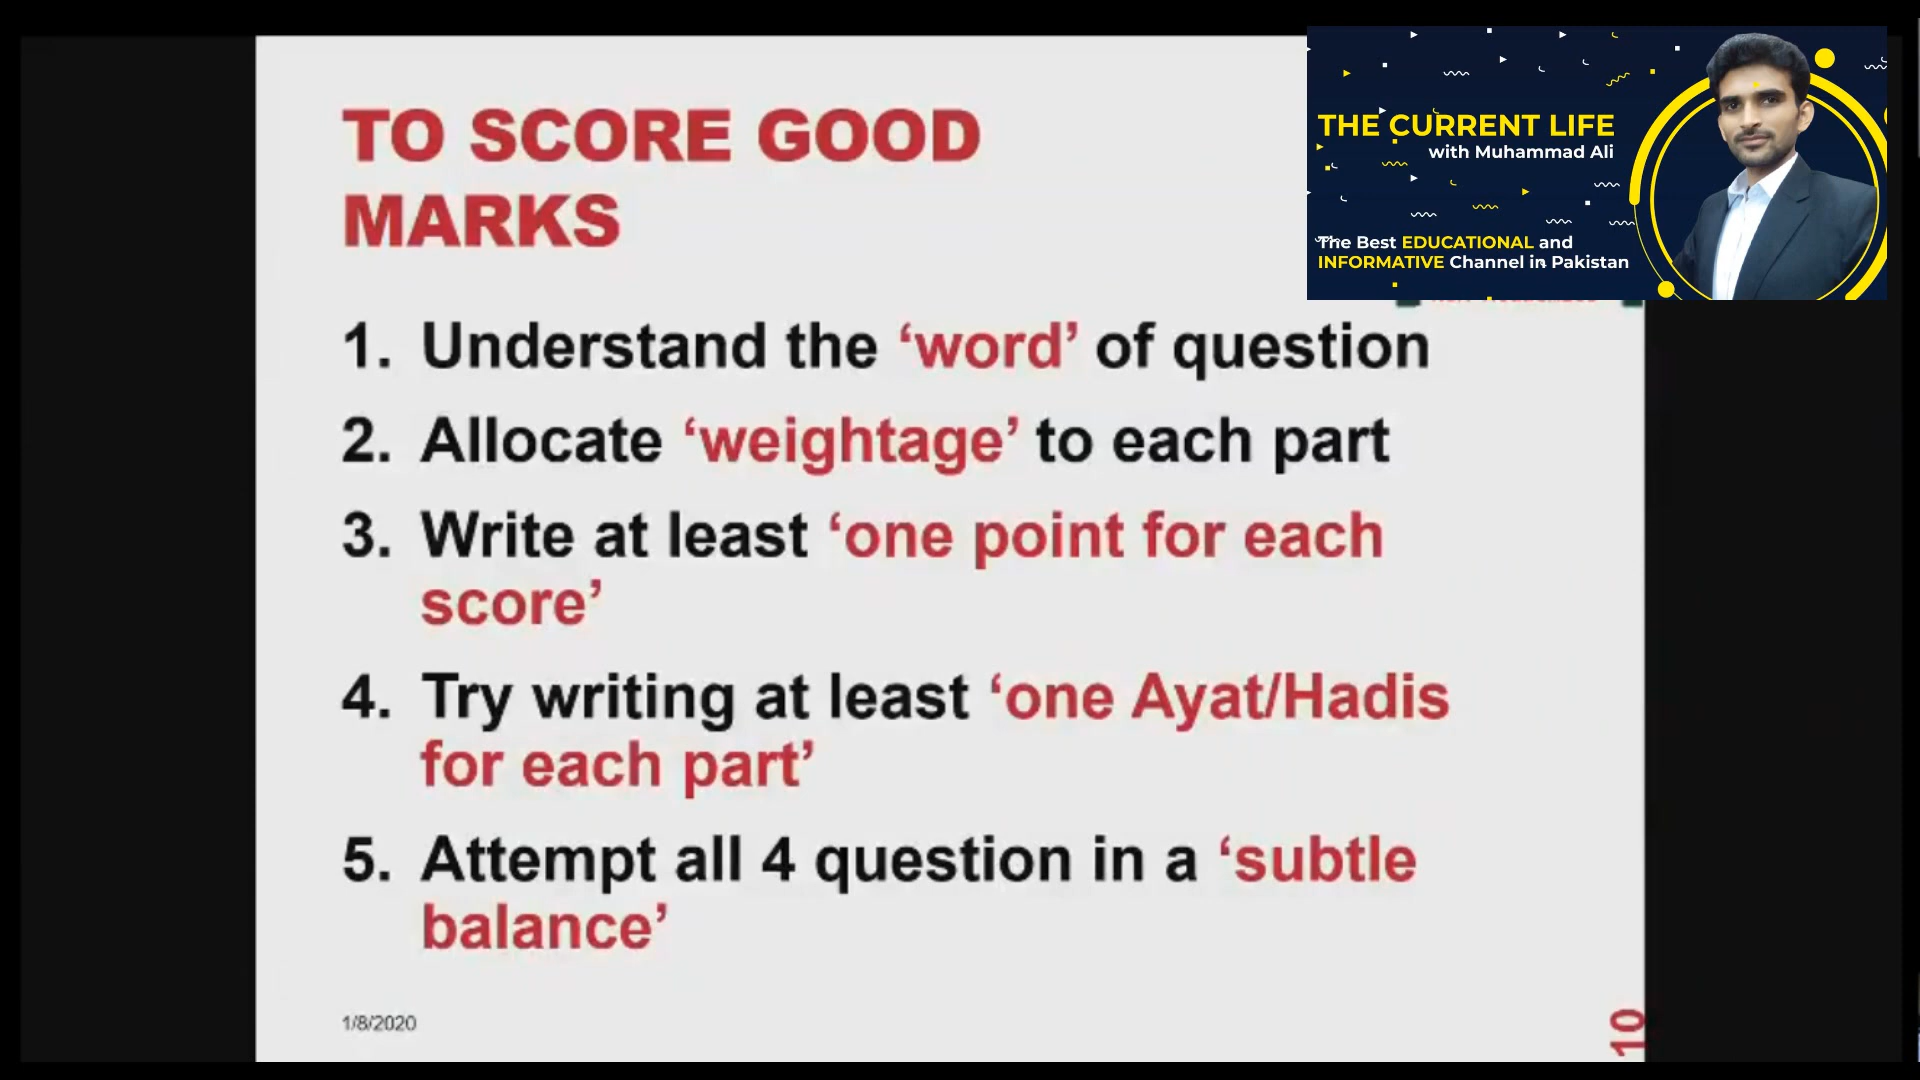 TO SCORE GOOD
MARKS
THE CURRENT LIFE
with Muhammad Ali
The Best EDUCATIONAL and
INFORMATIVE Channel in Pakistan
1. Understand the ‘word’ of question
2. Allocate ‘weightage’ to each part
3. Write at least ‘one point for each
score’
4. Try writing at least ‘one Ayat/Hadis
for each part’
5. Attempt all 4 question in a ‘subtle
balance’
1/8/2020
10